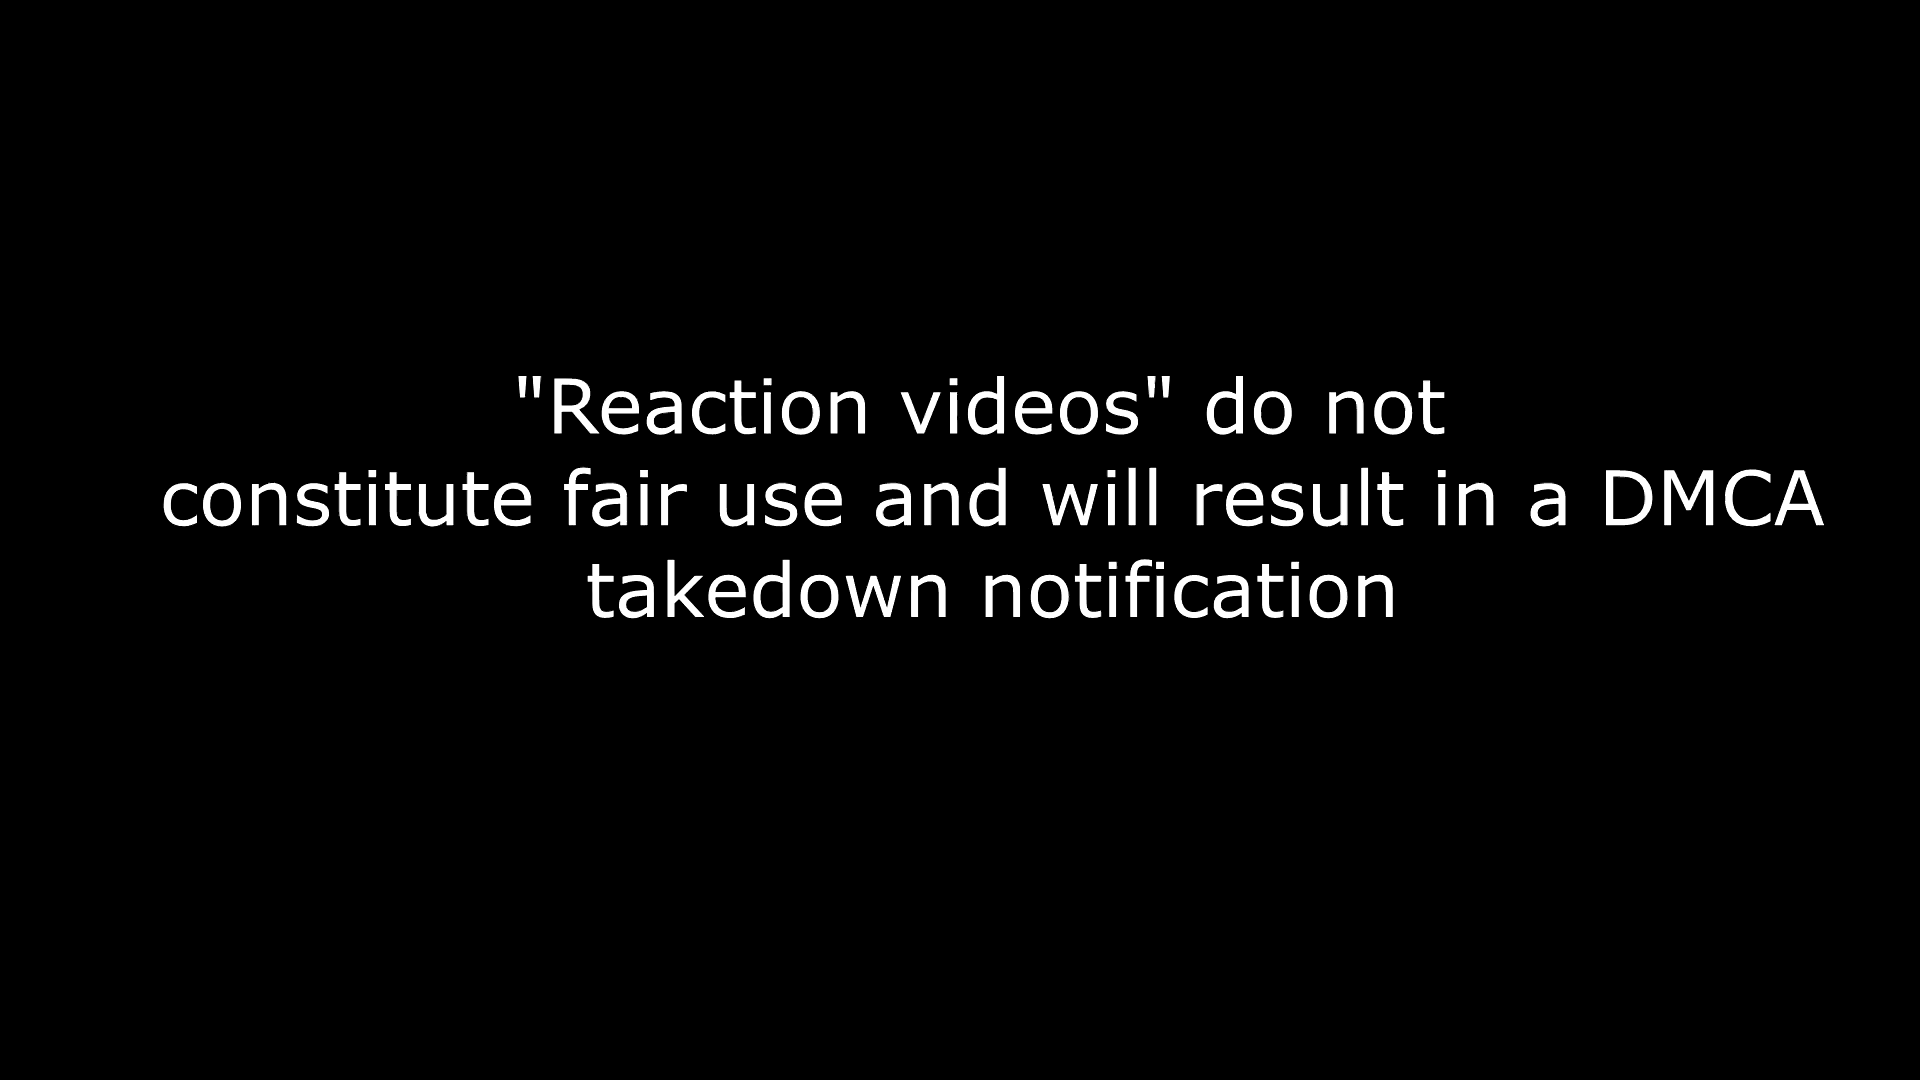 "Reaction videos" do not
constitute fair use and will result in a DMCA
takedown notification